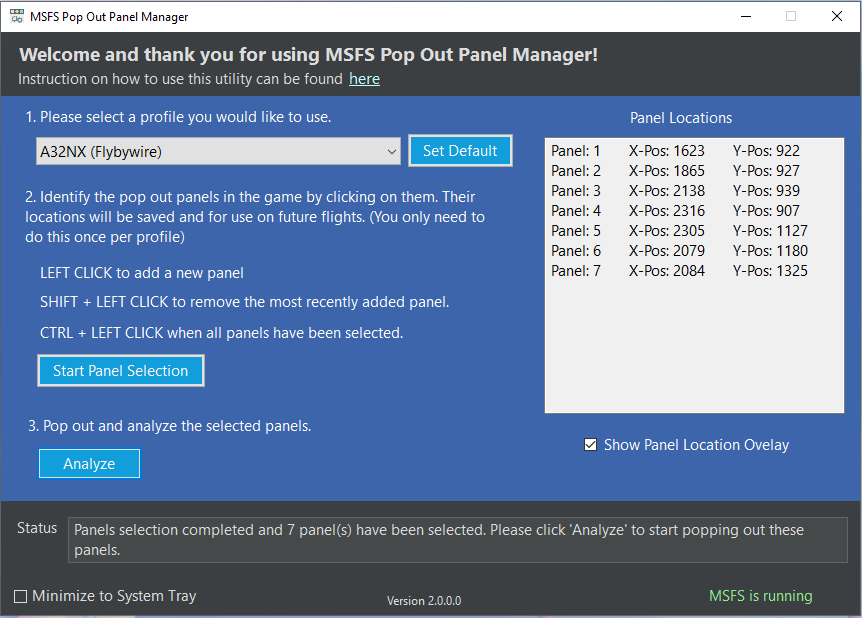 MSFS Pop Out Panel Manager
Welcome and thank you for using MSFS Pop Out Panel Manager!
Instruction on how to use this utility can be found here
1. Please select a profile you would like to use.
A32NX (Flybywire)
Set Default
2. Identify the pop out panels in the game by clicking on them. Their
locations will be saved and for use on future flights. (You only need to
do this once per profile)
LEFT CLICK to add a new panel
SHIFT + LEFT CLICK to remove the most recently added panel.
CTRL + LEFT CLICK when all panels have been selected.
Start Panel Selection
3. Pop out and analyze the selected panels.
Analyze
Panel Locations
Panel: 1 X-Pos: 1623 Y-Pos: 922
Panel: 2 X-Pos: 1865 Y-Pos: 927
Panel: 3 X-Pos: 2138 Y-Pos: 939
Panel: 4 X-Pos: 2316 Y-Pos: 907
Panel: 5 X-Pos: 2305 Y-Pos: 1127
Panel: 6 X-Pos: 2079 Y-Pos: 1180
Panel: 7 X-Pos: 2084 Y-Pos: 1325
Show Panel Location Ovelay
Status
Panels selection completed and 7 panel(s) have been selected. Please click 'Analyze' to start popping out these
panels.
Minimize to System Tray
Version 2.0.0.0
MSFS is running